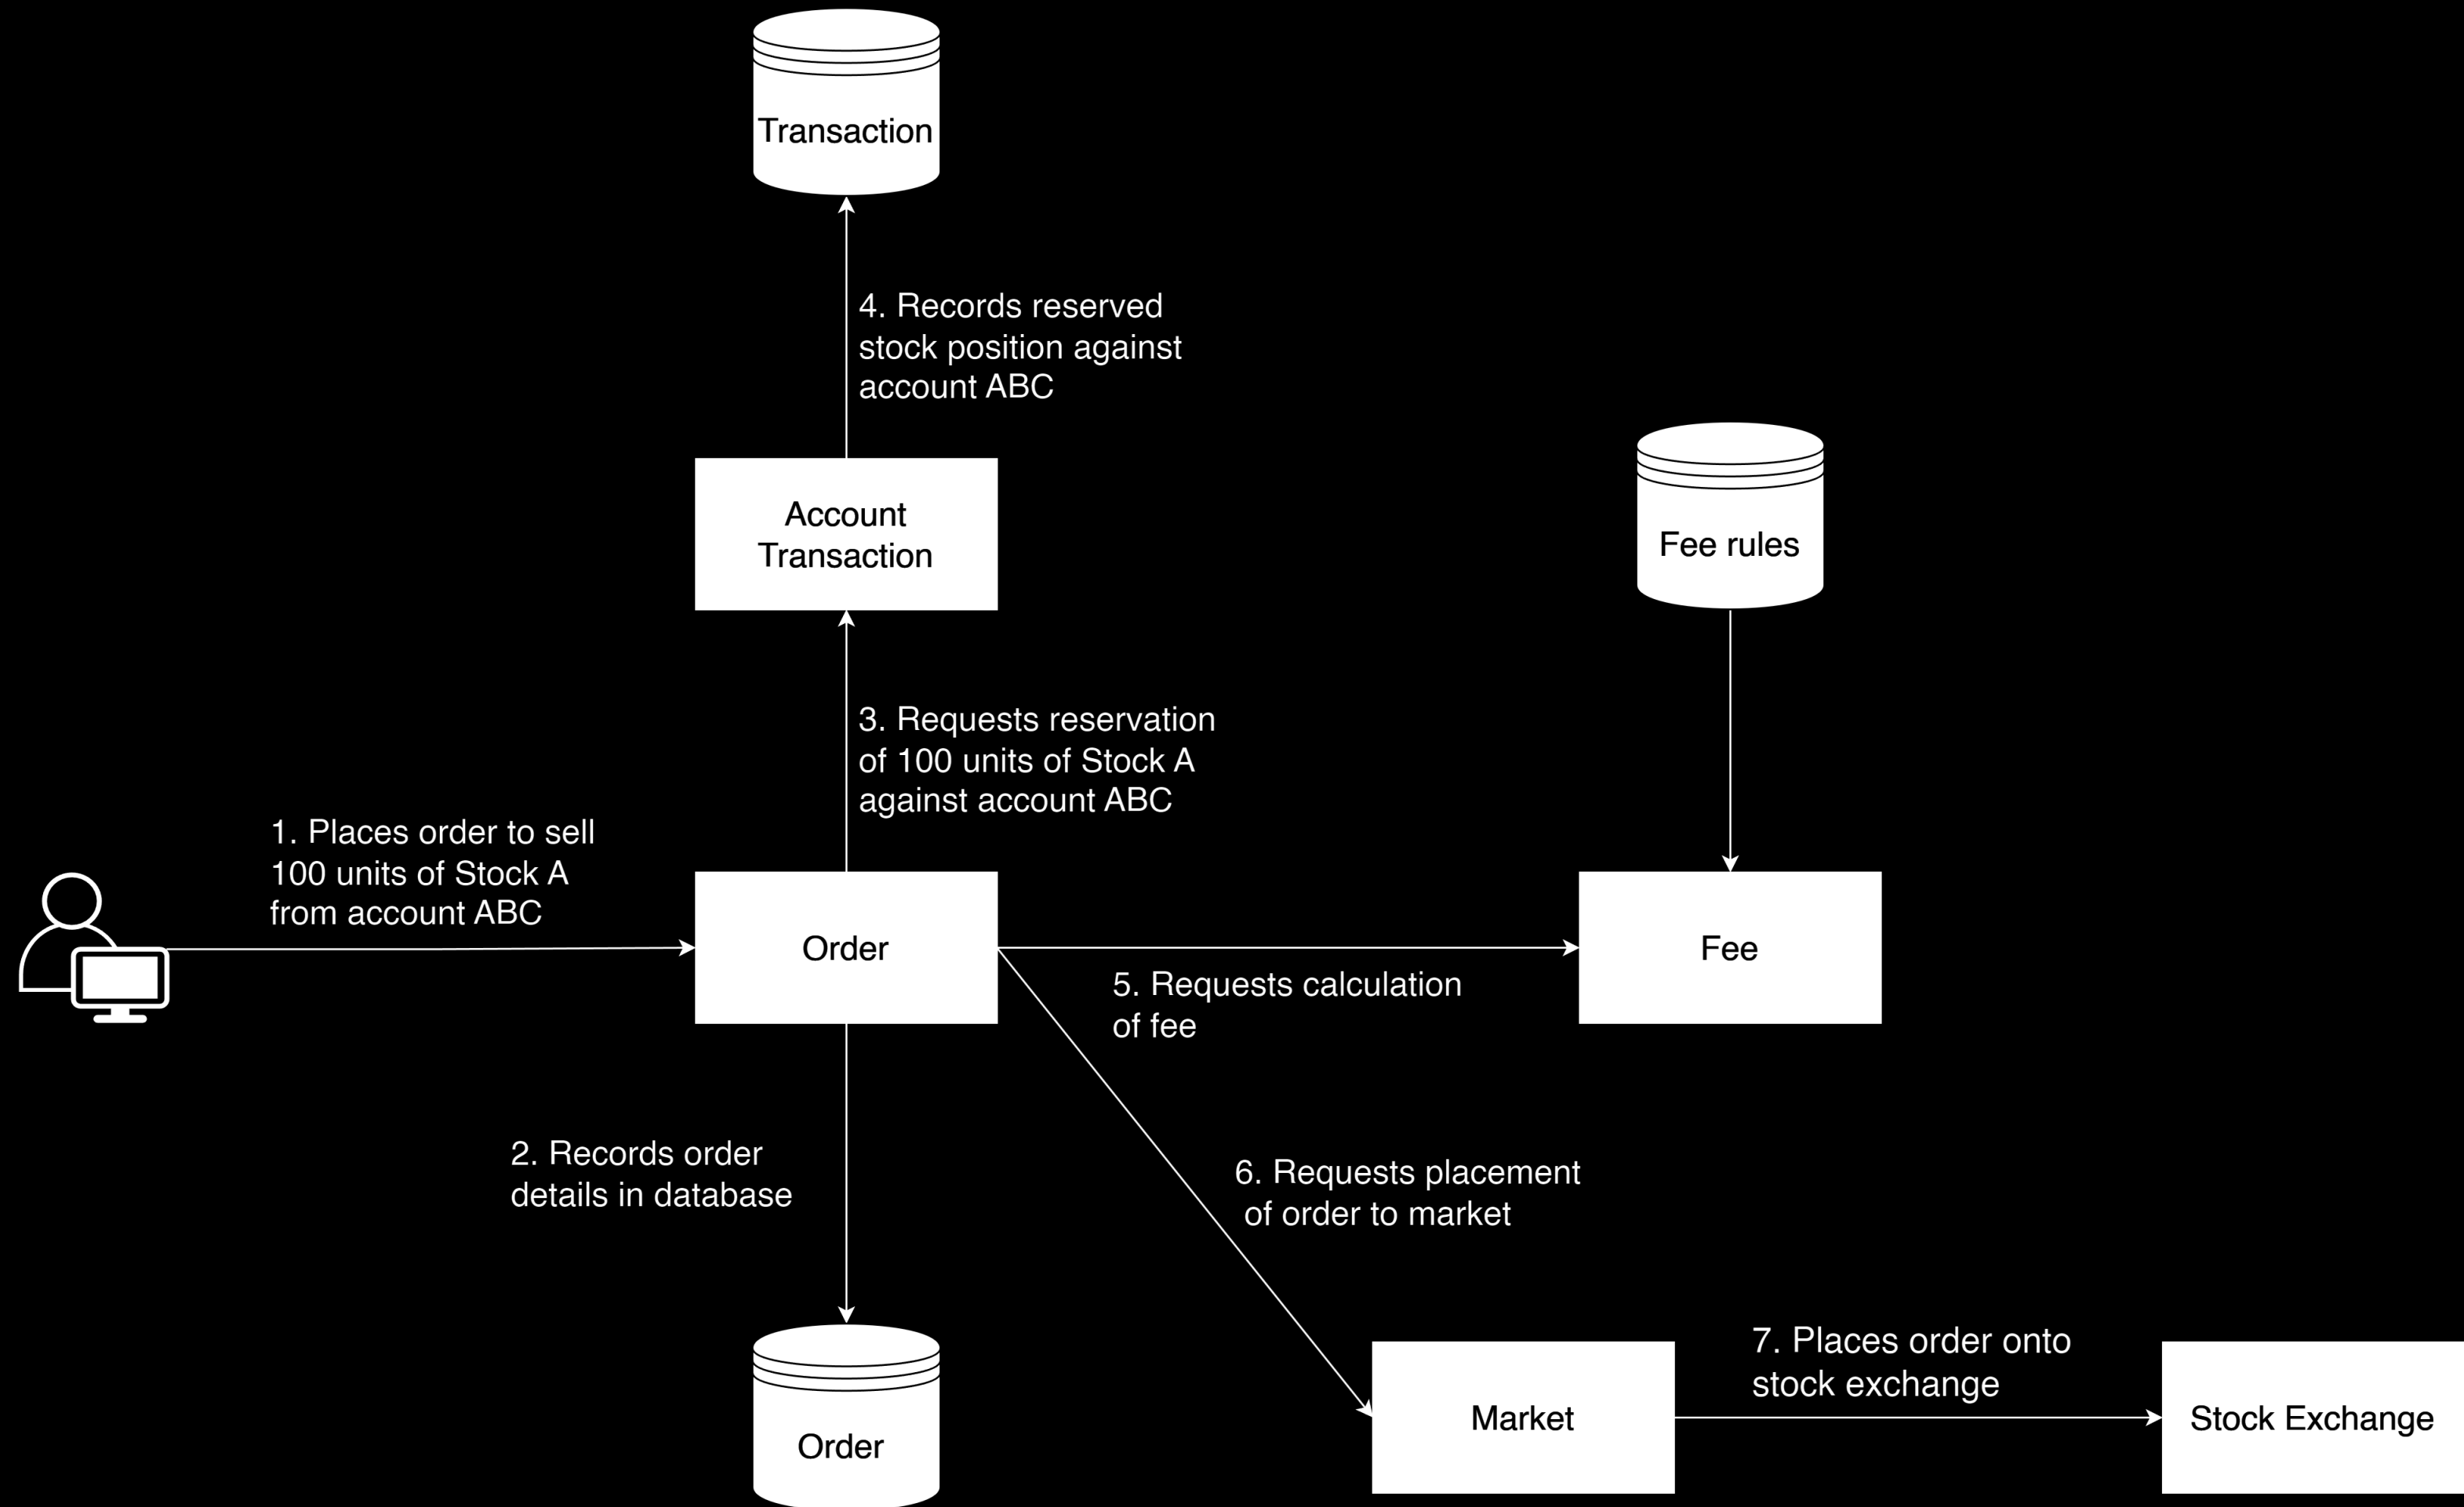 Transaction
4. Records reserved
stock position against
account ABC
Account
Transaction
Fee rules
3. Requests reservation
of 100 units of Stock A
against account ABC
1. Places order to sell
100 units of Stock A
from account ABC
Order
Fee
5. Requests calculation
of fee
2. Records order
details in database
6. Requests placement
of order to market
7. Places order onto
stock exchange
Order
Market
Stock Exchange